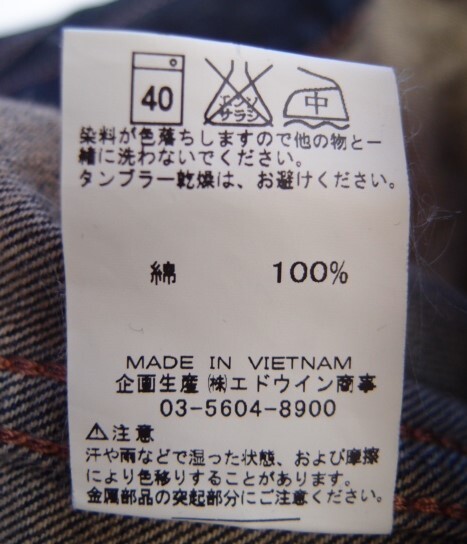 40
エンソ
サラシ
中
染料が色落ちしますので他の物と一
緒に洗わないでください。
タンブラー乾燥は、お避けください。
綿 100%
MADE IN VIETNAM
企画生産 ㈱エドウイン商事
03-5604-8900
⚠注意
汗や雨などで湿った状態、および摩擦
により色移りすることがあります。
金属部品の突起部分にご注意ください。